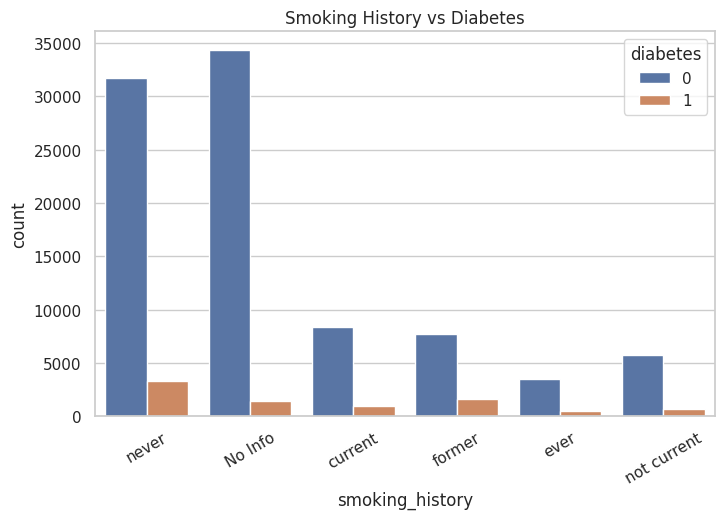 Smoking History vs Diabetes
diabetes
0
1
35000
30000
25000
20000
15000
10000
5000
0
count
never
No Info
current
former
ever
not current
smoking_history